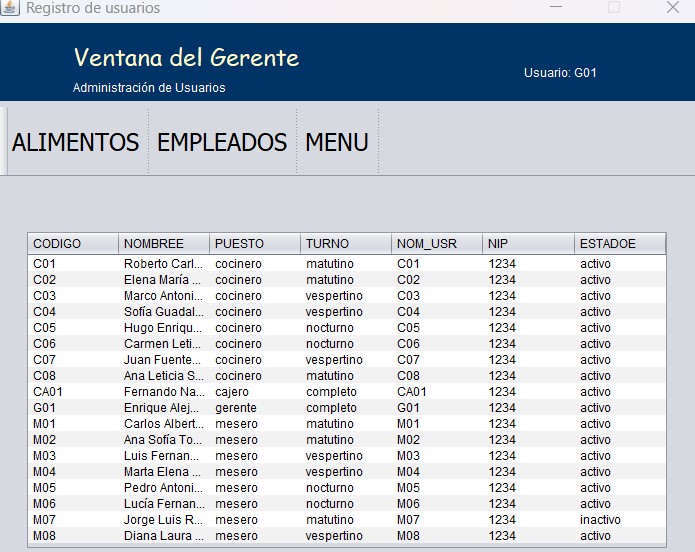 Registro de usuarios
Ventana del Gerente
Usuario: G01
Administración de Usuarios
ALIMENTOS EMPLEADOS MENU
CODIGO NOMBREE PUESTO TURNO NOM_USR NIP ESTADOE
C01 Roberto Carl... cocinero matutino C01 1234 activo
C02 Elena María ... cocinero matutino C02 1234 activo
C03 Marco Antoni... cocinero vespertino C03 1234 activo
C04 Sofía Guadal... cocinero vespertino C04 1234 activo
C05 Hugo Enriqu... cocinero nocturno C05 1234 activo
C06 Carmen Leti... cocinero nocturno C06 1234 activo
C07 Juan Fuente... cocinero vespertino C07 1234 activo
C08 Ana Leticia S... cocinero matutino C08 1234 activo
CA01 Fernando Na... cajero completo CA01 1234 activo
G01 Enrique Alej... gerente completo G01 1234 activo
M01 Carlos Albert... mesero matutino M01 1234 activo
M02 Ana Sofía To... mesero matutino M02 1234 activo
M03 Luis Fernan... mesero vespertino M03 1234 activo
M04 Marta Elena ... mesero vespertino M04 1234 activo
M05 Pedro Antoni... mesero nocturno M05 1234 activo
M06 Lucía Fernan... mesero nocturno M06 1234 activo
M07 Jorge Luis R... mesero matutino M07 1234 inactivo
M08 Diana Laura ... mesero vespertino M08 1234 activo